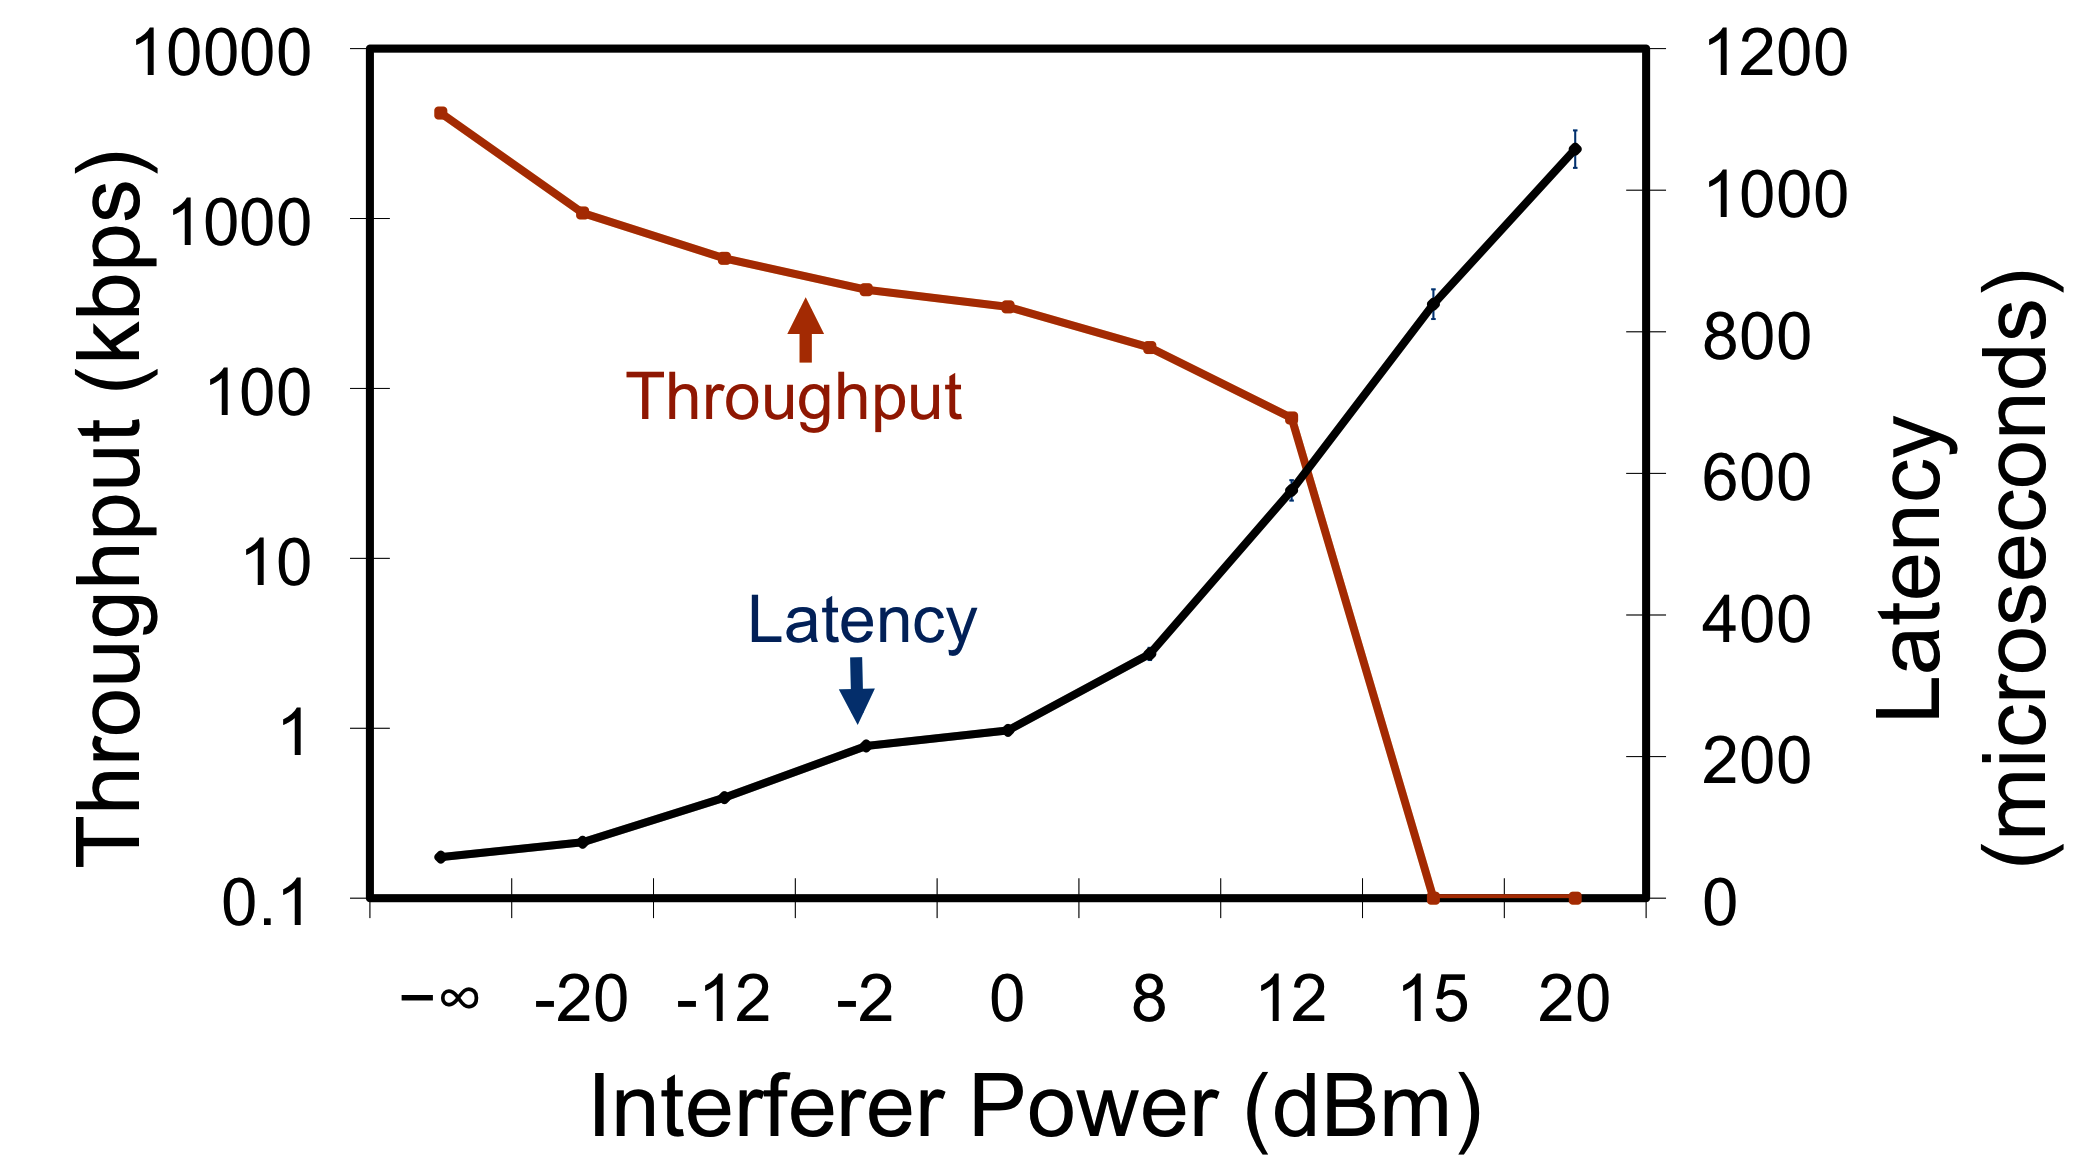 10000
1000
100
10
1
0.1
Throughput (kbps)
Throughput
Latency
1200
1000
800
600
400
200
0
Latency
(microseconds)
−∞ -20 -12 -2 0 8 12 15 20
Interferer Power (dBm)